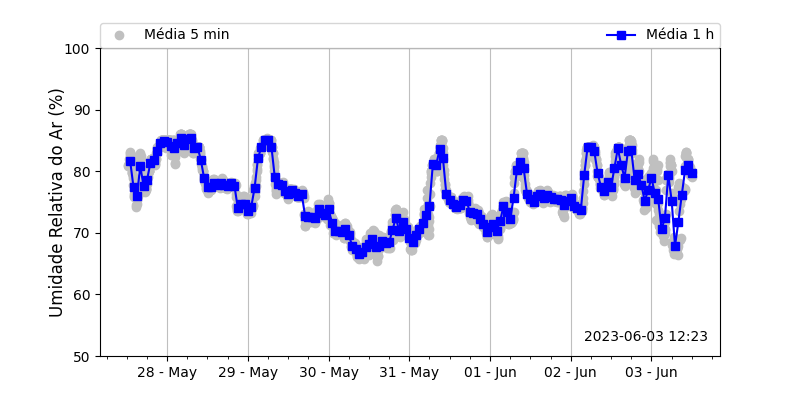 Média 5 min
Média 1 h
100
90
80
70
60
50
Umidade Relativa do Ar (%)
2023-06-03 12:23
28 - May
29 - May
30 - May
31 - May
01 - Jun
02 - Jun
03 - Jun